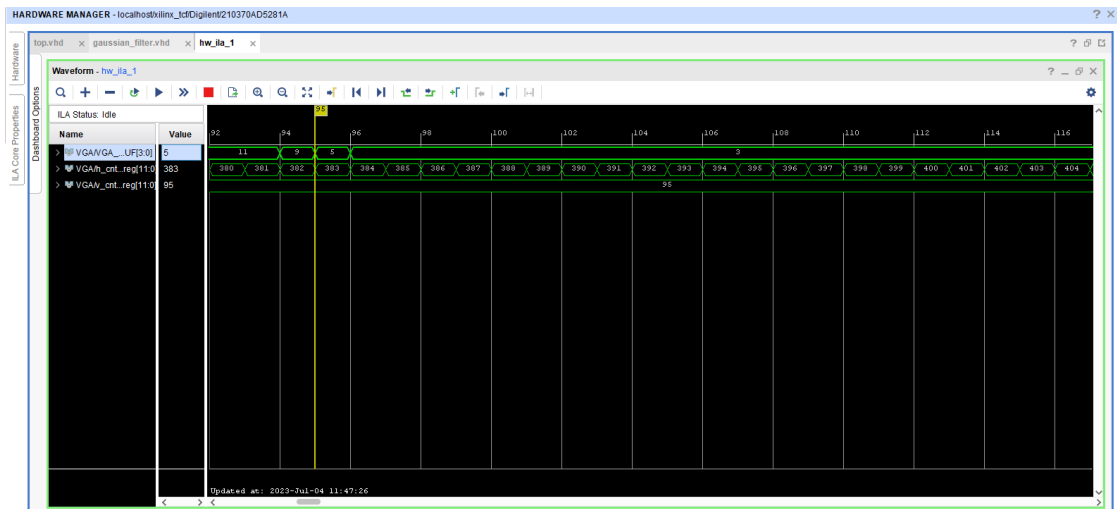 HARDWARE MANAGER - localhost/xilinx_tcf/Digilent/210370AD5281A
Hardware
ILA Core Properties
top.vhd
gaussian_filter.vhd
hw_ila_1
Dashboard Options
Waveform - hw_ila_1
ILA Status: Idle
95
Name Value
92 94 96 98 100 102 104 106 108 110 112 114 116
VGA/VGA_...UF[3:0] 5 11 9 5 3
VGA/h_cnt...reg[11:0] 383 380 381 382 383 384 385 386 387 388 389 390 391 392 393 394 395 396 397 398 399 400 401 402 403 404
VGA/v_cnt...reg[11:0] 95 95
Updated at: 2023-Jul-04 11:47:26